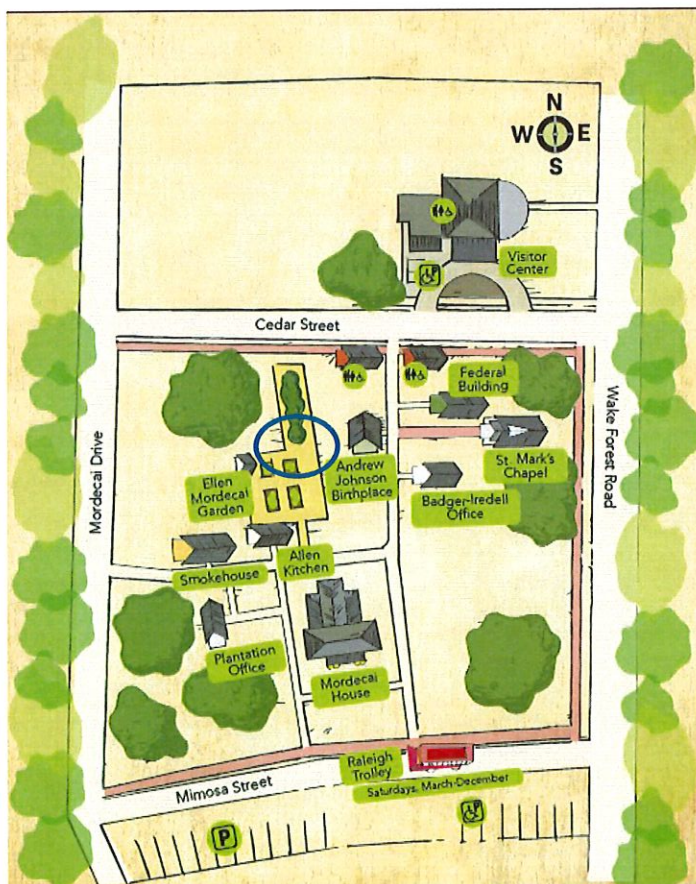 N
W E
S
Visitor
Center
Cedar Street
Federal
Building
Mordecai Drive
Wake Forest Road
St. Mark's
Chapel
Andrew
Johnson
Birthplace
Ellen
Mordecai
Garden
Badger-Iredell
Office
Allen
Kitchen
Smokehouse
Plantation
Office
Mordecai
House
Raleigh
Trolley
Saturdays, March-December
Mimosa Street
P
P
P